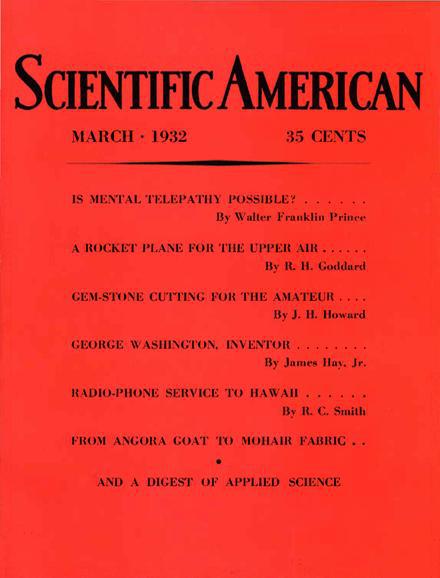 SCIENTIFIC AMERICAN
MARCH · 1932 35 CENTS
IS MENTAL TELEPATHY POSSIBLE? . . . . . .
By Walter Franklin Prince
A ROCKET PLANE FOR THE UPPER AIR . . . . . .
By R. H. Goddard
GEM-STONE CUTTING FOR THE AMATEUR . . . .
By J. H. Howard
GEORGE WASHINGTON, INVENTOR . . . . . . . .
By James Hay, Jr.
RADIO-PHONE SERVICE TO HAWAII . . . . . .
By R. C. Smith
FROM ANGORA GOAT TO MOHAIR FABRIC . .
•
AND A DIGEST OF APPLIED SCIENCE